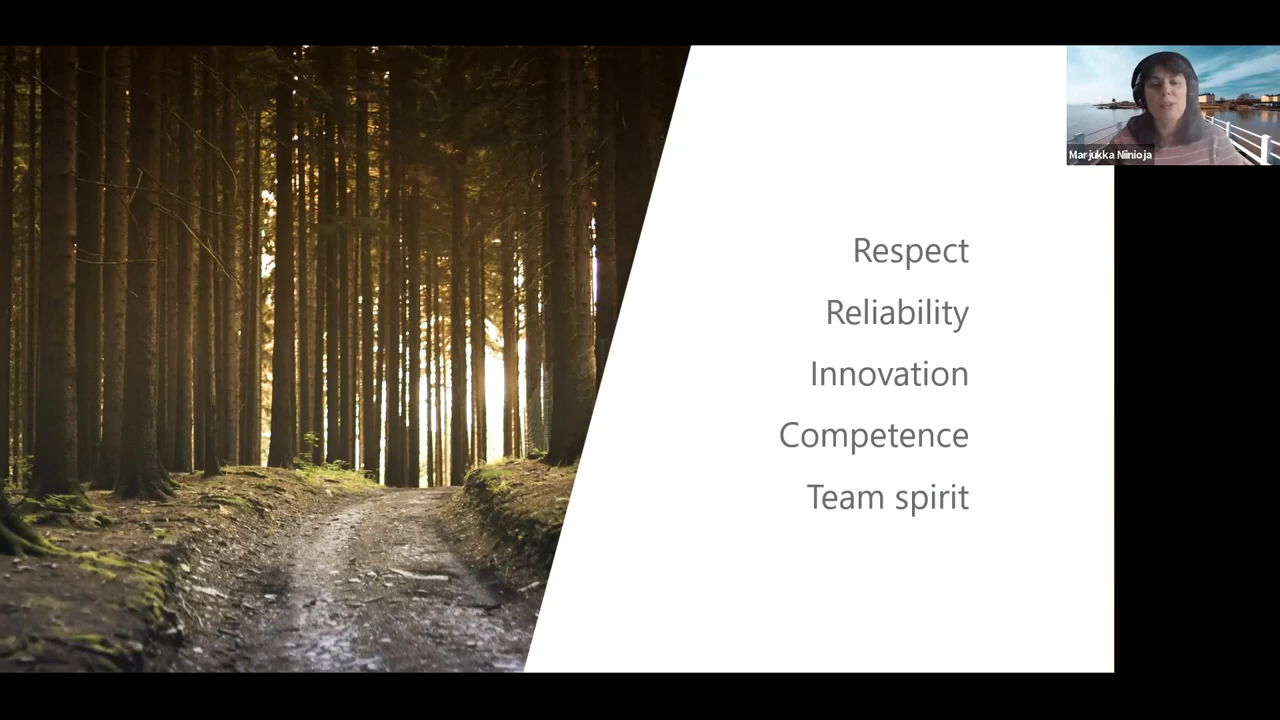 Marjukka Niinioja
Respect
Reliability
Innovation
Competence
Team spirit